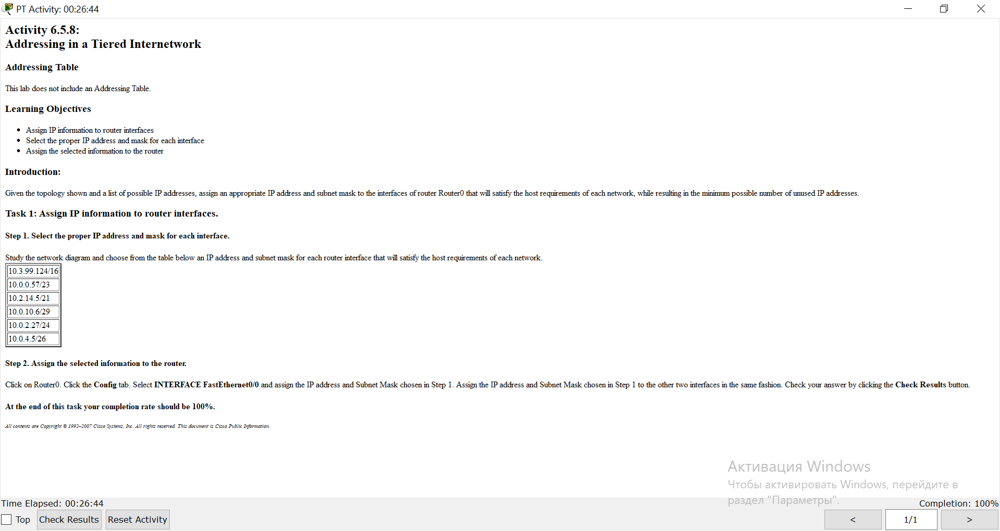 PT Activity: 00:26:44
Activity 6.5.8:
Addressing in a Tiered Internetwork
Addressing Table
This lab does not include an Addressing Table.
Learning Objectives
• Assign IP information to router interfaces
• Select the proper IP address and mask for each interface
• Assign the selected information to the router
Introduction:
Given the topology shown and a list of possible IP addresses, assign an appropriate IP address and subnet mask to the interfaces of router Router0 that will satisfy the host requirements of each network, while resulting in the minimum possible number of unused IP addresses.
Task 1: Assign IP information to router interfaces.
Step 1. Select the proper IP address and mask for each interface.
Study the network diagram and choose from the table below an IP address and subnet mask for each router interface that will satisfy the host requirements of each network.
10.3.99.124/16
10.0.0.57/23
10.2.14.5/21
10.0.10.6/29
10.0.2.27/24
10.0.4.5/26
Step 2. Assign the selected information to the router.
Click on Router0. Click the Config tab. Select INTERFACE FastEthernet0/0 and assign the IP address and Subnet Mask chosen in Step 1. Assign the IP address and Subnet Mask chosen in Step 1 to the other two interfaces in the same fashion. Check your answer by clicking the Check Results button.
At the end of this task your completion rate should be 100%.
All contents are Copyright © 1992–2007 Cisco Systems, Inc. All rights reserved. This document is Cisco Public Information.
Активация Windows
Чтобы активировать Windows, перейдите в
раздел "Параметры".
Time Elapsed: 00:26:44
Completion: 100%
Top
Check Results
Reset Activity
<
1/1
>